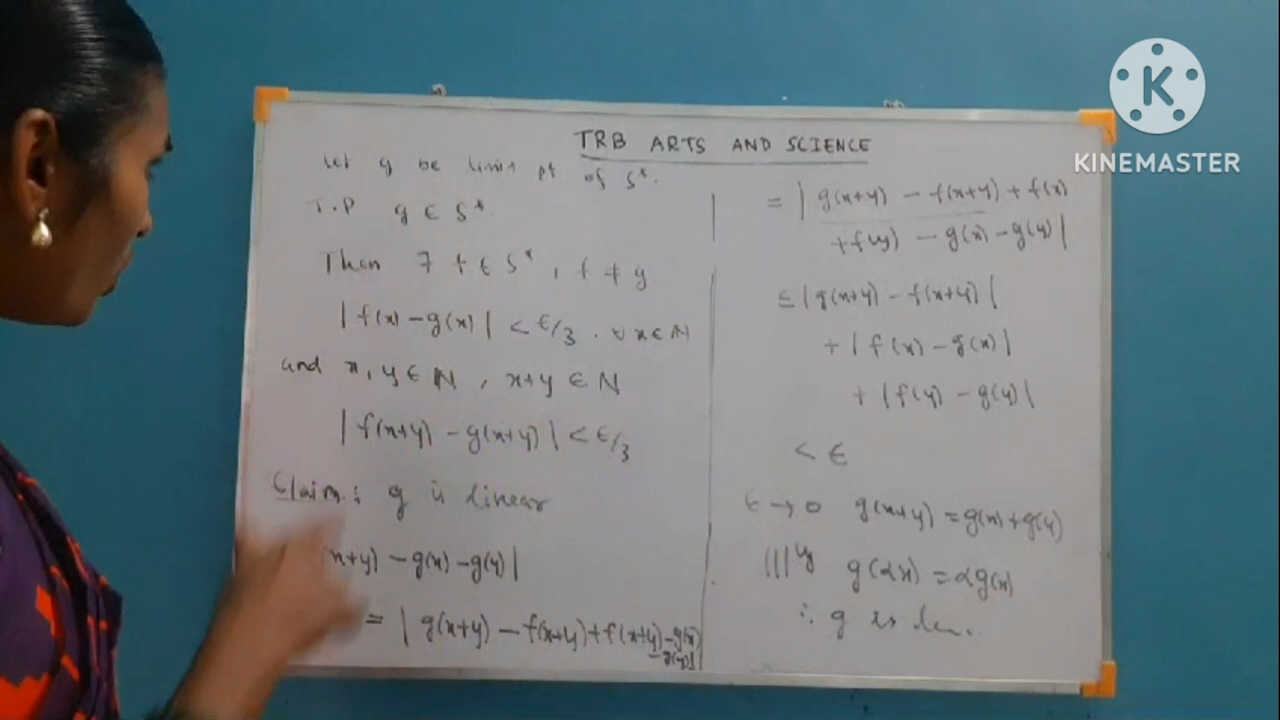 TRB ARTS AND SCIENCE
Let g be limit pt of S*.
T.P g ∈ S*.
Then ∃ f ∈ S*, f ≠ g
|f(x) - g(x)| < ε/3 . ∀ x ∈ N
and x, y ∈ N , x+y ∈ N
|f(x+y) - g(x+y)| < ε/3
Claim : g is linear
(x+y) - g(x) - g(y)|
= | g(x+y) - f(x+y) + f(x+y) - g(x)
- g(y)|
= | g(x+y) - f(x+y) + f(x)
+ f(y) - g(x) - g(y)|
≤ |g(x+y) - f(x+y)|
+ |f(x) - g(x)|
+ |f(y) - g(y)|
< ε
ε → 0 g(x+y) = g(x) + g(y)
|||ly g(αx) = αg(x)
∴ g is
K
KINEMASTER